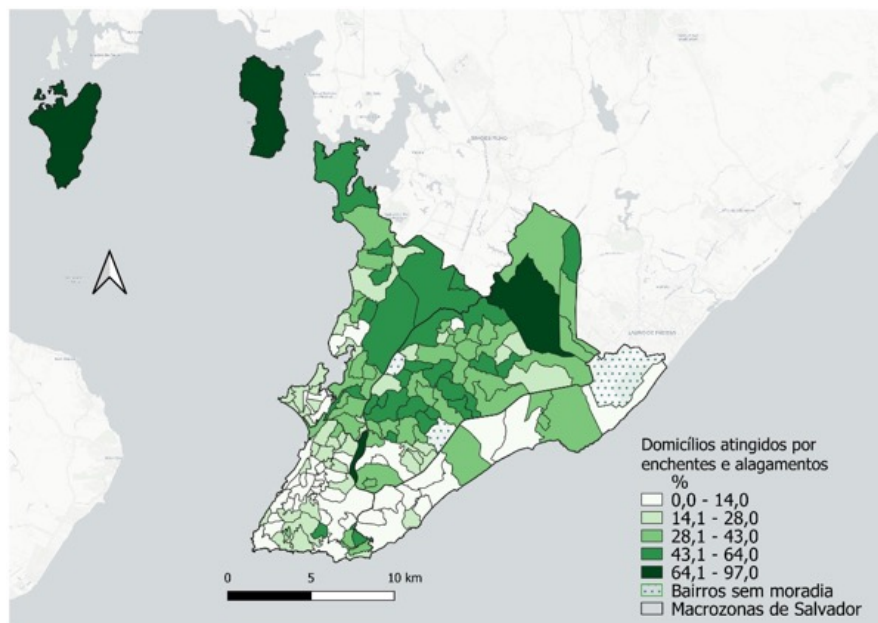 Domicílios atingidos por
enchentes e alagamentos
%
0,0 - 14,0
14,1 - 28,0
28,1 - 43,0
43,1 - 64,0
64,1 - 97,0
Bairros sem moradia
Macrozonas de Salvador
0 5 10 km